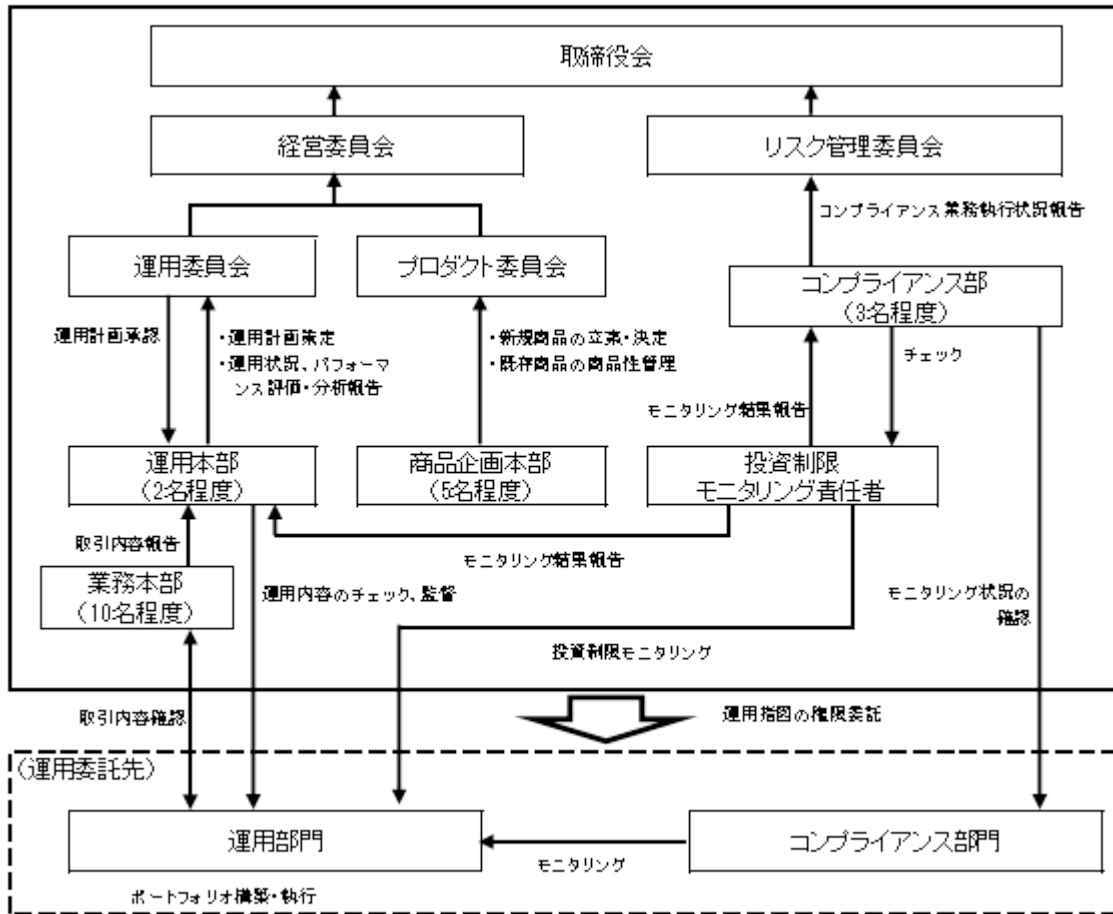 取締役会
経営委員会
リスク管理委員会
コンプライアンス業務執行状況報告
運用委員会
プロダクト委員会
コンプライアンス部
(3名程度)
運用計画承認
・運用計画策定
・運用状況、パフォーマ
ンス評価・分析報告
・新規商品の立案・決定
・既存商品の商品性管理
チェック
モニタリング結果報告
運用本部
(2名程度)
商品企画本部
(5名程度)
投資制限
モニタリング責任者
取引内容報告
モニタリング結果報告
業務本部
(10名程度)
運用内容のチェック、監督
モニタリング状況の
確認
投資制限モニタリング
取引内容確認
運用指図の権限委託
(運用委託先)
運用部門
モニタリング
コンプライアンス部門
ポートフォリオ構築・執行